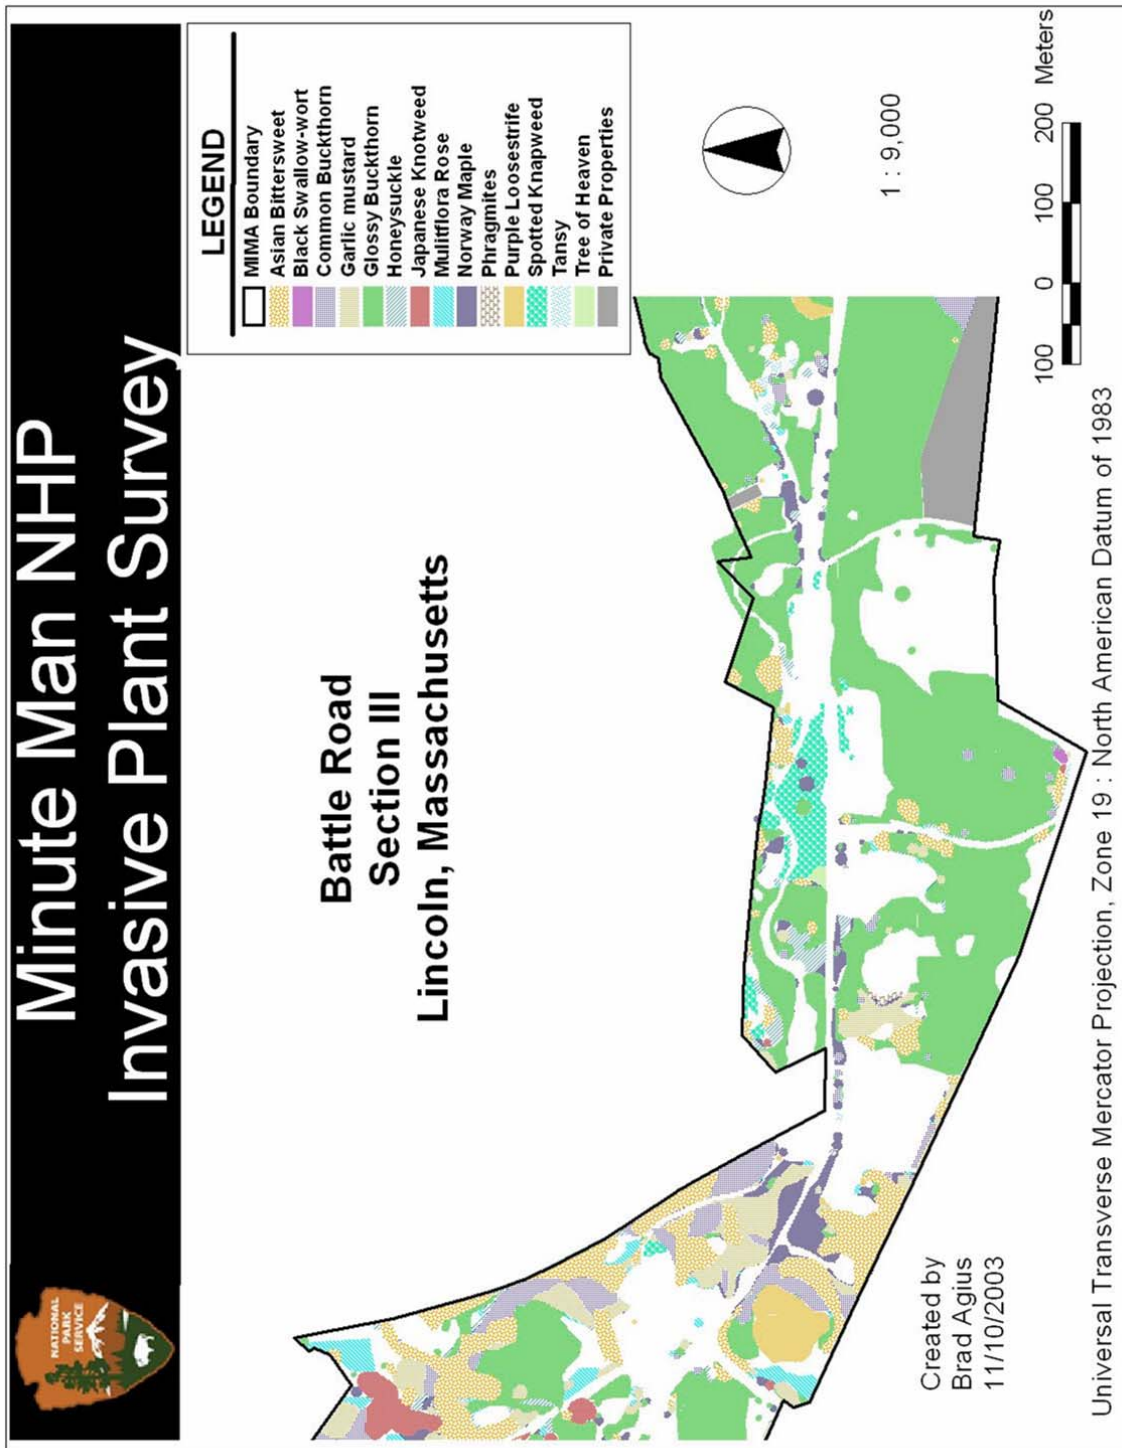 Minute Man NHP
Invasive Plant Survey
NATIONAL
PARK
SERVICE
Battle Road
Section III
Lincoln, Massachusetts
LEGEND
MIMA Boundary
Asian Bittersweet
Black Swallow-wort
Common Buckthorn
Garlic mustard
Glossy Buckthorn
Honeysuckle
Japanese Knotweed
Mulitflora Rose
Norway Maple
Phragmites
Purple Loosestrife
Spotted Knapweed
Tansy
Tree of Heaven
Private Properties
1 : 9,000
100 0 100 200 Meters
Created by
Brad Agius
11/10/2003
Universal Transverse Mercator Projection, Zone 19 : North American Datum of 1983